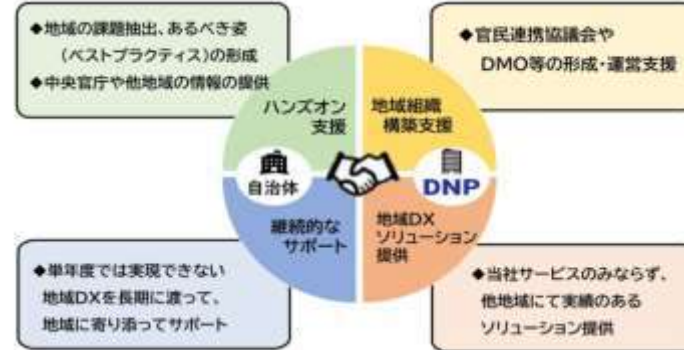 ◆地域の課題抽出、あるべき姿
（ベストプラクティス）の形成
◆中央官庁や他地域の情報の提供
◆官民連携協議会や
DMO等の形成・運営支援
ハンズオン
支援
地域組織
構築支援
自治体
DNP
継続的な
サポート
地域DX
ソリューション
提供
◆単年度では実現できない
地域DXを長期に渡って、
地域に寄り添ってサポート
◆当社サービスのみならず、
他地域にて実績のある
ソリューション提供